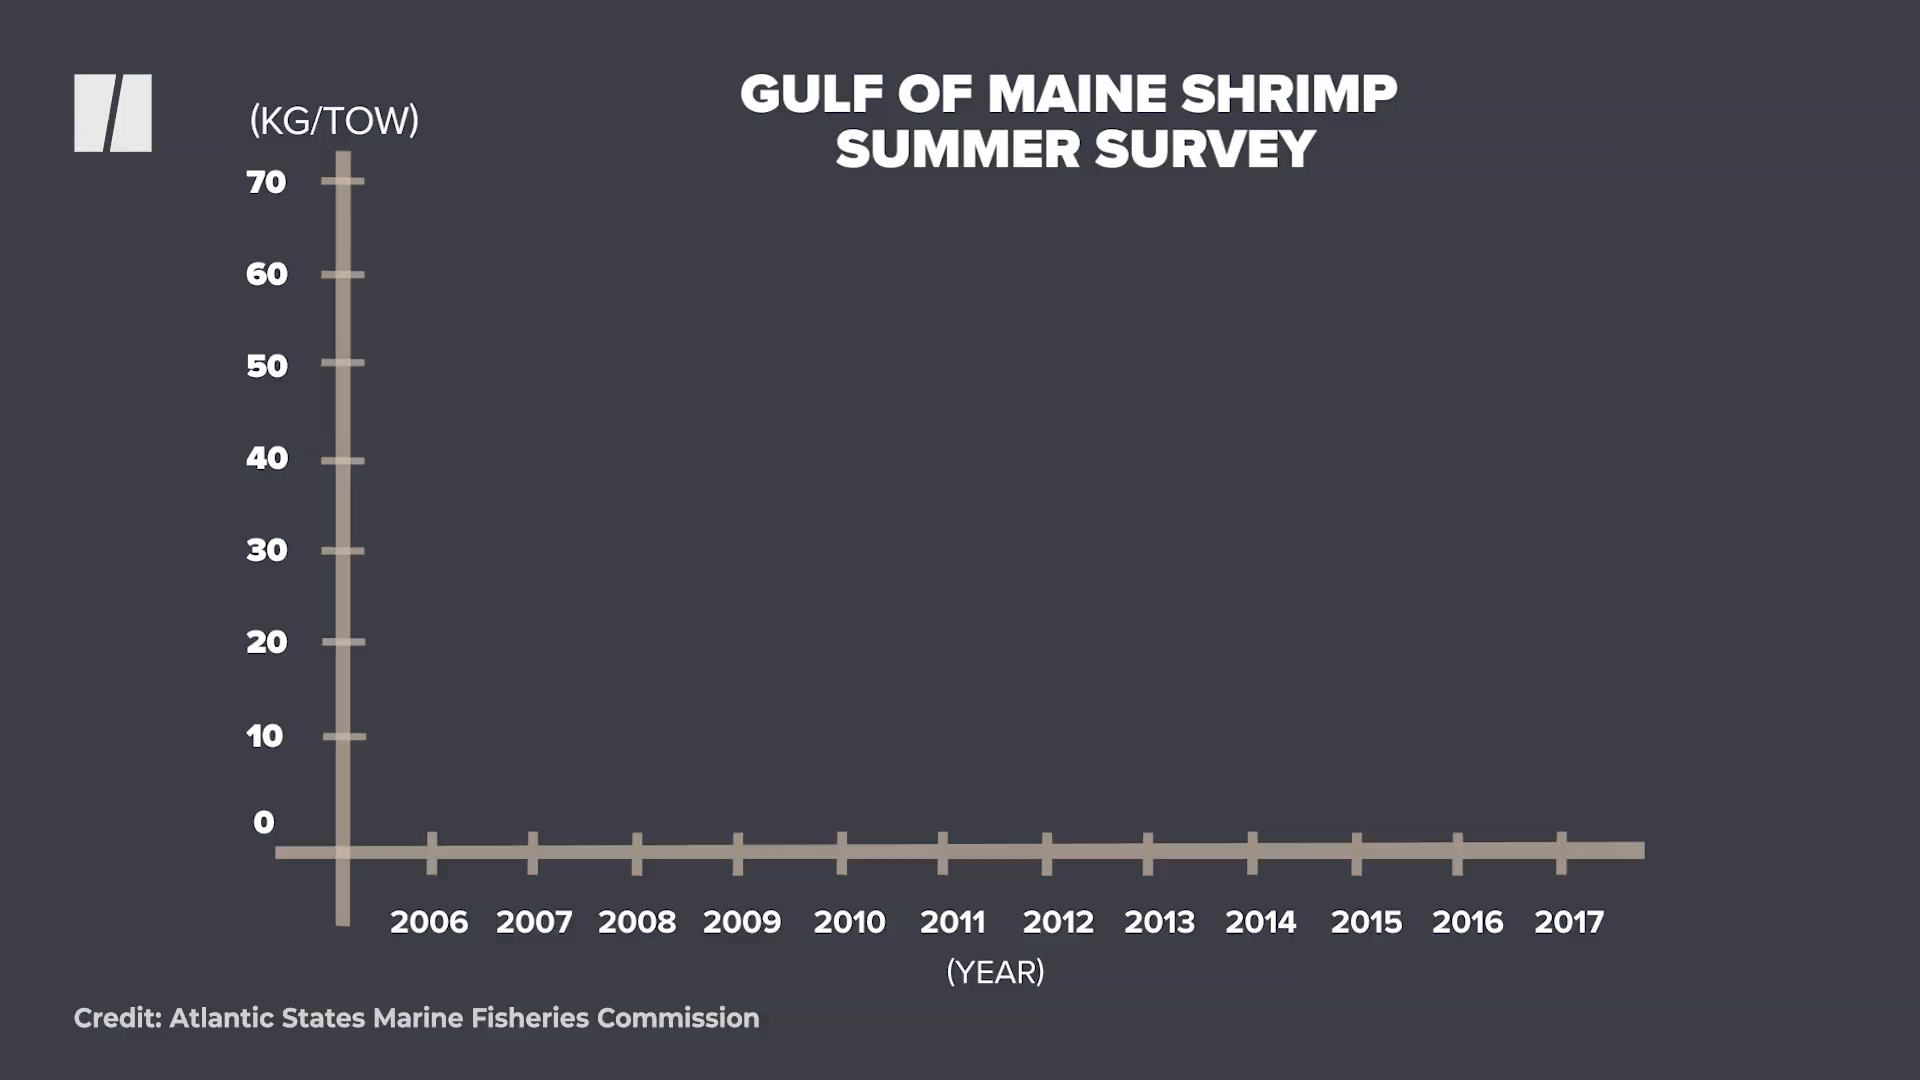 GULF OF MAINE SHRIMP
SUMMER SURVEY
(KG/TOW)
70
60
50
40
30
20
10
0
2006 2007 2008 2009 2010 2011 2012 2013 2014 2015 2016 2017
(YEAR)
Credit: Atlantic States Marine Fisheries Commission